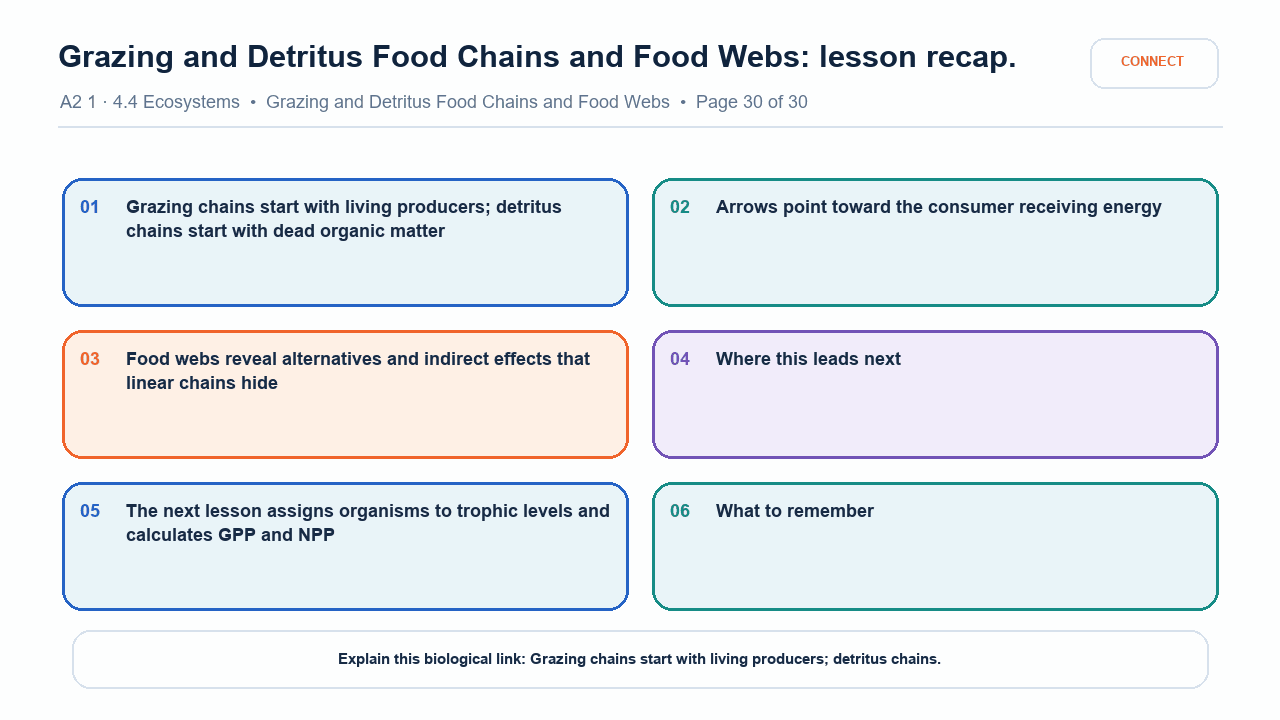 Grazing and Detritus Food Chains and Food Webs: lesson recap.
CONNECT
A2 1 · 4.4 Ecosystems • Grazing and Detritus Food Chains and Food Webs • Page 30 of 30
01 Grazing chains start with living producers; detritus
chains start with dead organic matter
02 Arrows point toward the consumer receiving energy
03 Food webs reveal alternatives and indirect effects that
linear chains hide
04 Where this leads next
05 The next lesson assigns organisms to trophic levels and
calculates GPP and NPP
06 What to remember
Explain this biological link: Grazing chains start with living producers; detritus chains.